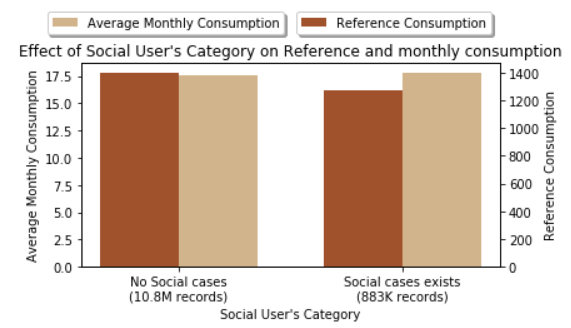 Average Monthly Consumption
Reference Consumption
Effect of Social User's Category on Reference and monthly consumption
Average Monthly Consumption
17.5
15.0
12.5
10.0
7.5
5.0
2.5
0.0
1400
1200
1000
800
600
400
200
0
Reference Consumption
No Social cases
(10.8M records)
Social cases exists
(883K records)
Social User's Category